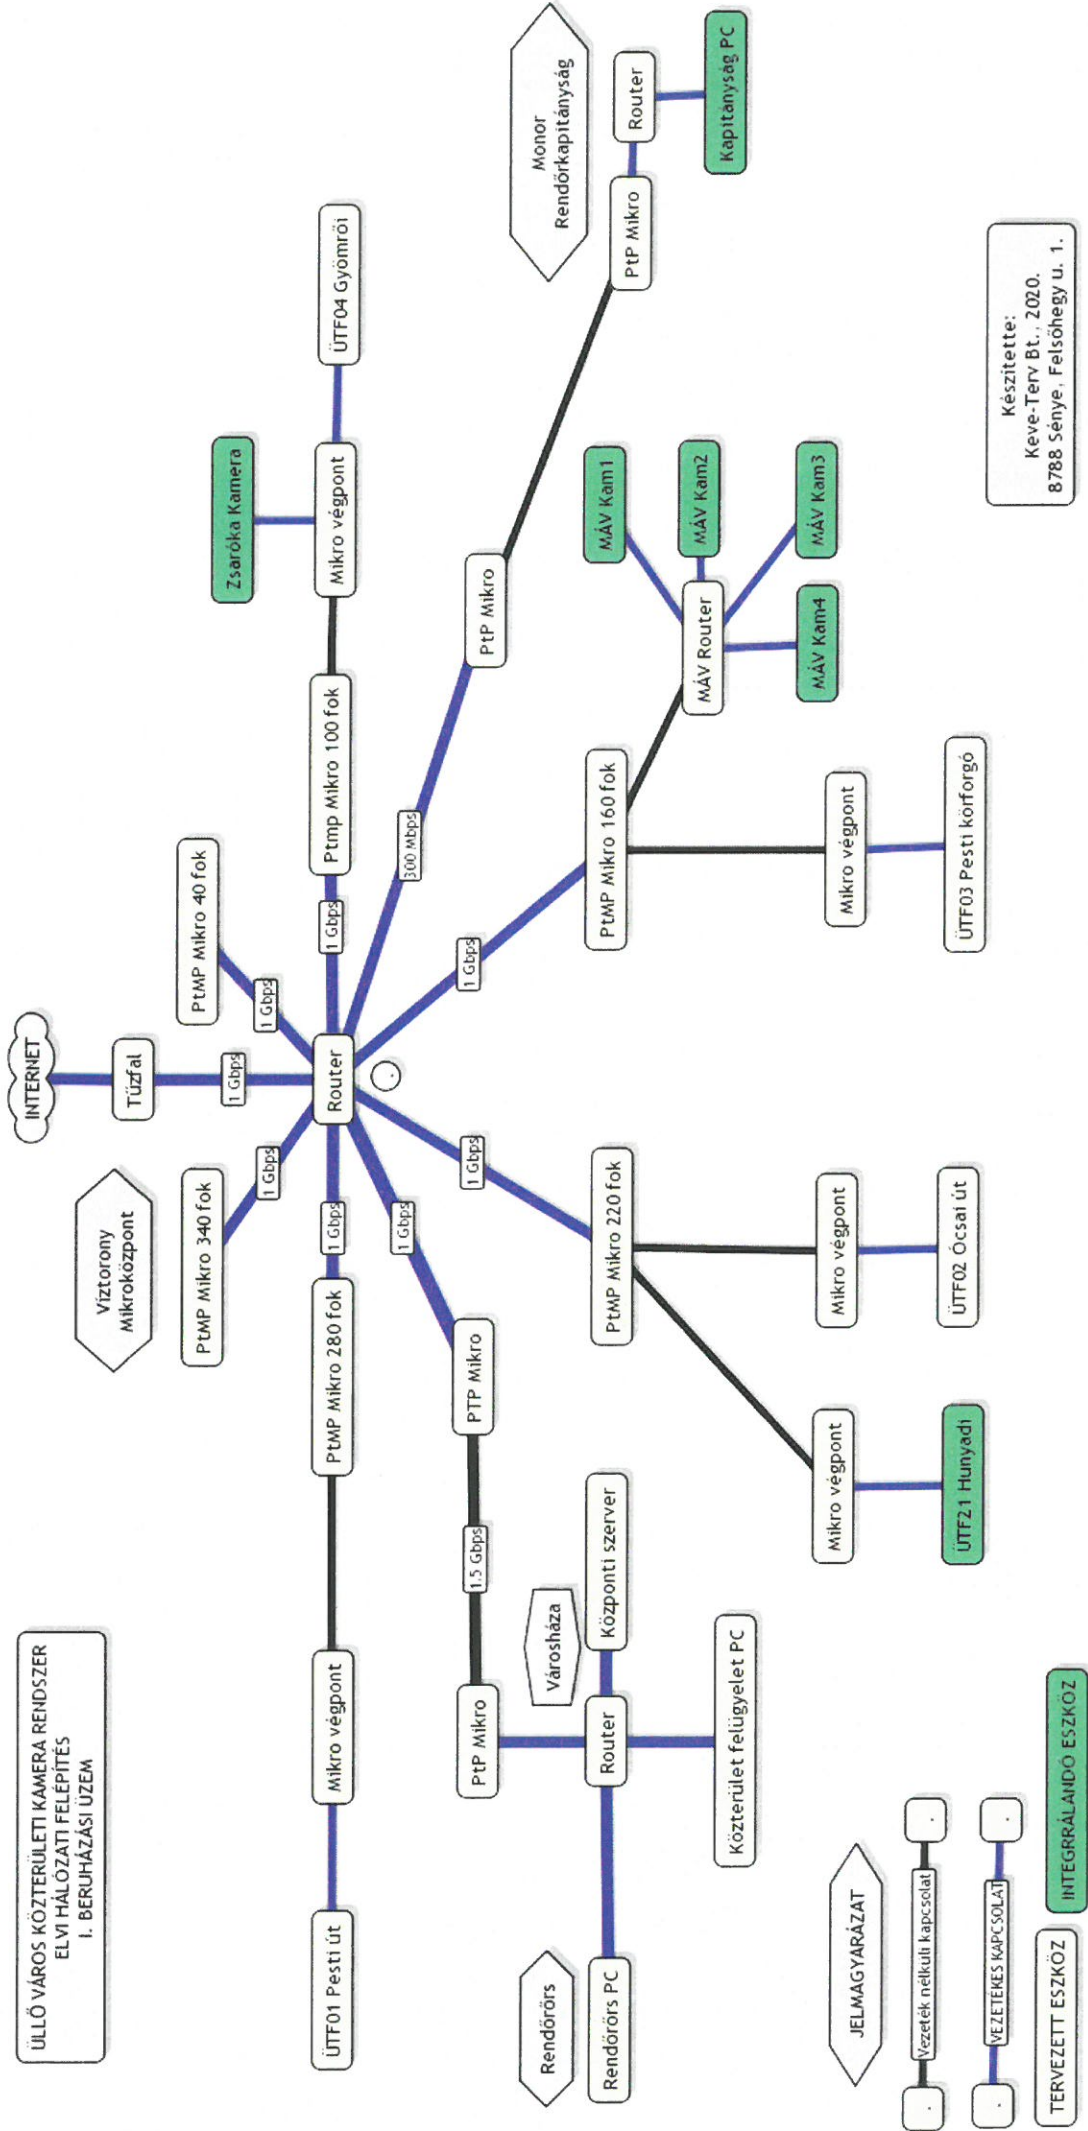 ÜLLŐ VÁROS KÖZTERÜLETI KAMERA RENDSZER
ELVI HÁLÓZATI FELÉPÍTÉS
I. BERUHÁZÁSI ÜZEM
INTERNET
Tűzfal
1 Gbps
Víztorony
Mikroközpont
PtMP Mikro 340 fok
1 Gbps
PtMP Mikro 40 fok
1 Gbps
Zsaróka Kamera
ÜTF01 Pesti út
Mikro végpont
PtMP Mikro 280 fok
1 Gbps
Router
1 Gbps
Ptmp Mikro 100 fok
Mikro végpont
ÜTF04 Gyömrői
.
1 Gbps
300 Mbps
PtP Mikro
1.5 Gbps
PTP Mikro
1 Gbps
1 Gbps
PtP Mikro
Monor
Rendőrkapitányság
Rendőrörs
Városháza
Rendőrörs PC
Router
Központi szerver
PtMP Mikro 220 fok
PtMP Mikro 160 fok
MÁV Kam1
PtP Mikro
Router
Közterület felügyelet PC
MÁV Router
MÁV Kam2
Kapitányság PC
Mikro végpont
Mikro végpont
Mikro végpont
MÁV Kam4
MÁV Kam3
ÜTF21 Hunyadi
ÜTF02 Ócsai út
ÜTF03 Pesti körforgó
JELMAGYARÁZAT
. Vezeték nélküli kapcsolat .
. VEZETÉKES KAPCSOLAT .
TERVEZETT ESZKÖZ
INTEGRRÁLANDÓ ESZKÖZ
Készítette:
Keve-Terv Bt., 2020.
8788 Sénye, Felsőhegy u. 1.